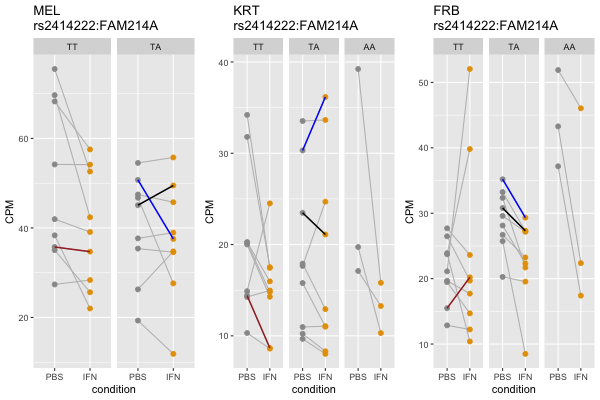 MEL
rs2414222:FAM214A
TT TA
CPM
60
40
20
PBS IFN PBS IFN
condition
KRT
rs2414222:FAM214A
TT TA AA
CPM
40
30
20
10
PBS IFN PBS IFN PBS IFN
condition
FRB
rs2414222:FAM214A
TT TA AA
CPM
50
40
30
20
10
PBS IFN PBS IFN PBS IFN
condition